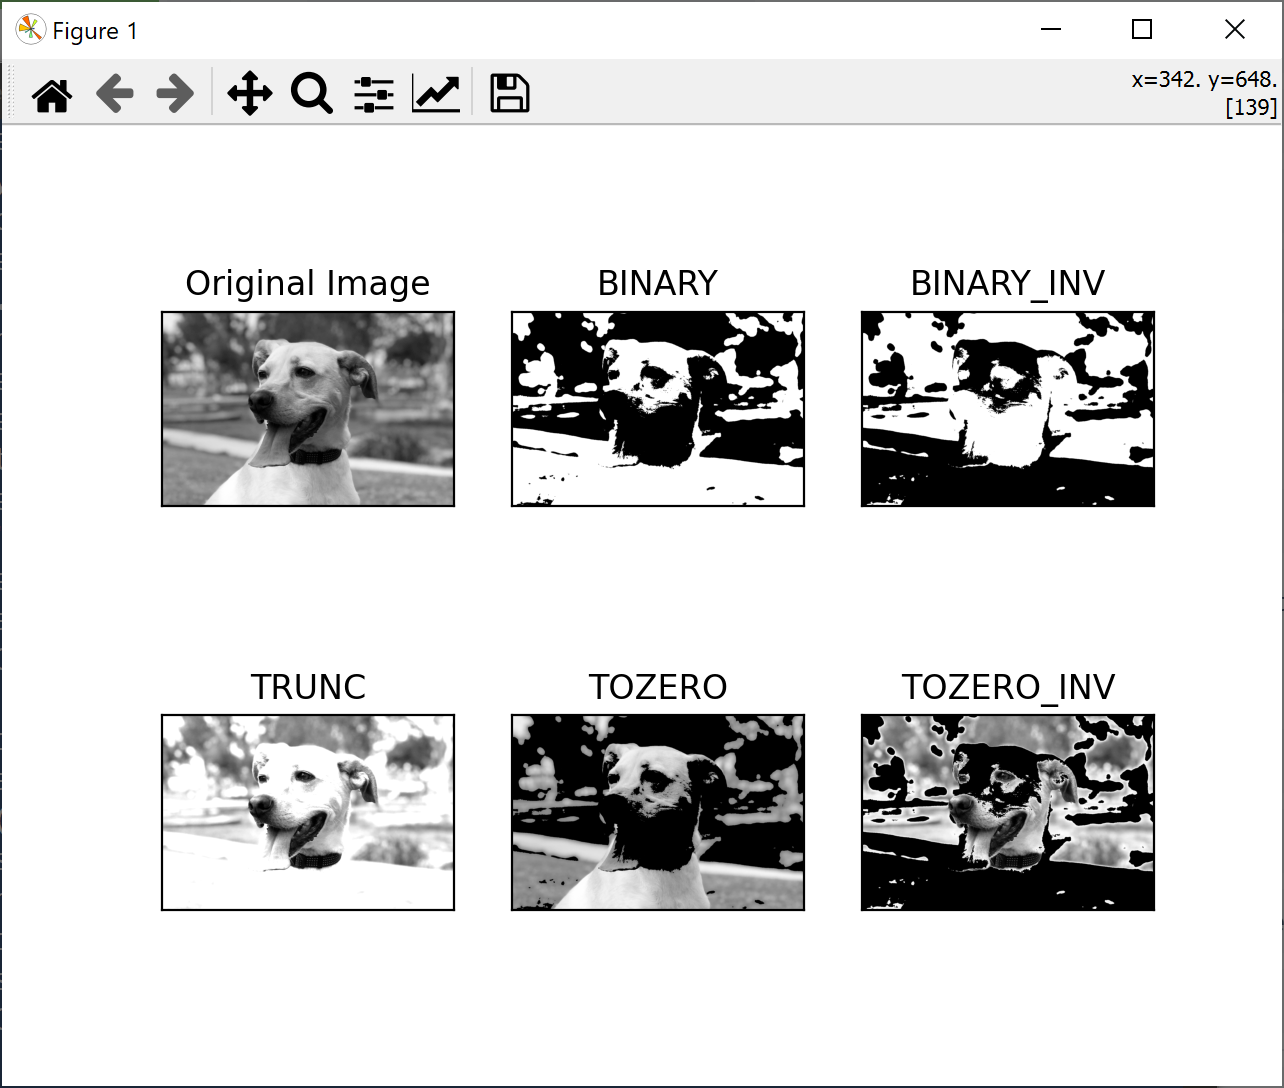 Figure 1
x=342. y=648.
[139]
Original Image
BINARY
BINARY_INV
TRUNC
TOZERO
TOZERO_INV